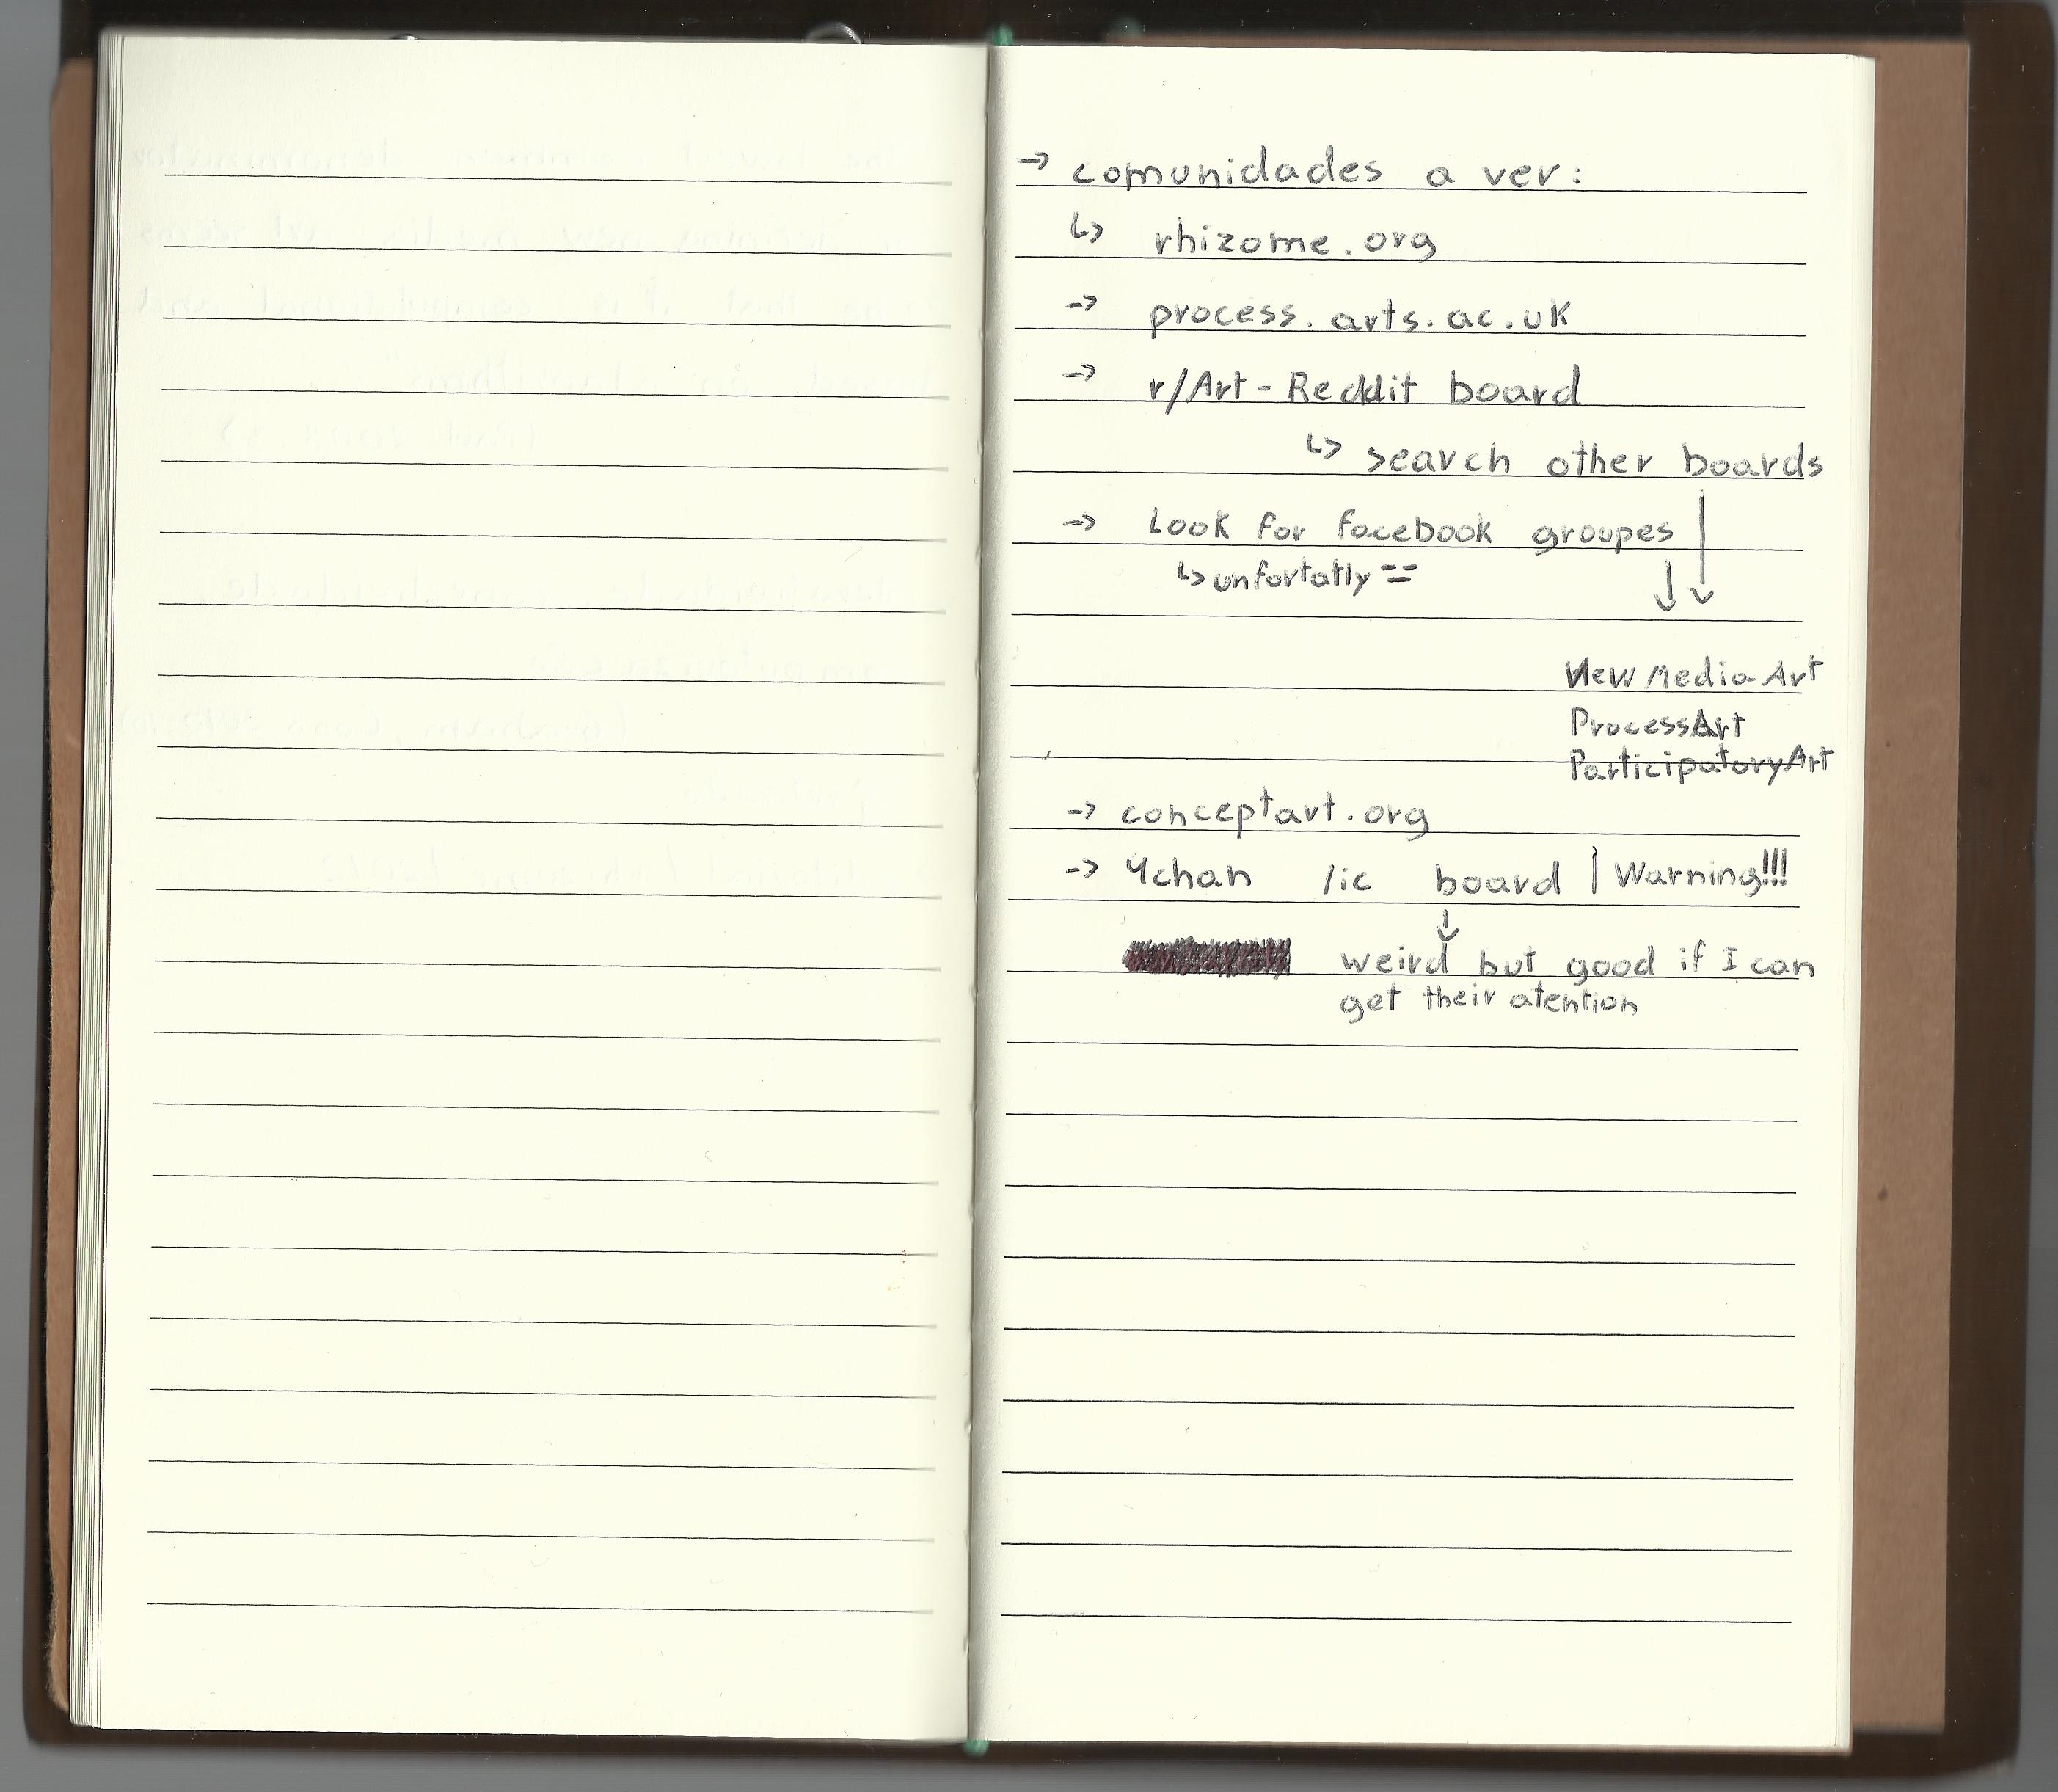 → comunidades a ver:
↳ rhizome.org
→ process.arts.ac.uk
→ r/Art - Reddit board
↳ search other boards
→ Look for facebook groupes
↳ unfortatly ==
New Media Art
ProcessArt
ParticipatoryArt
→ conceptart.org
→ 4chan /ic board | Warning!!!
weird but good if I can
get their atention